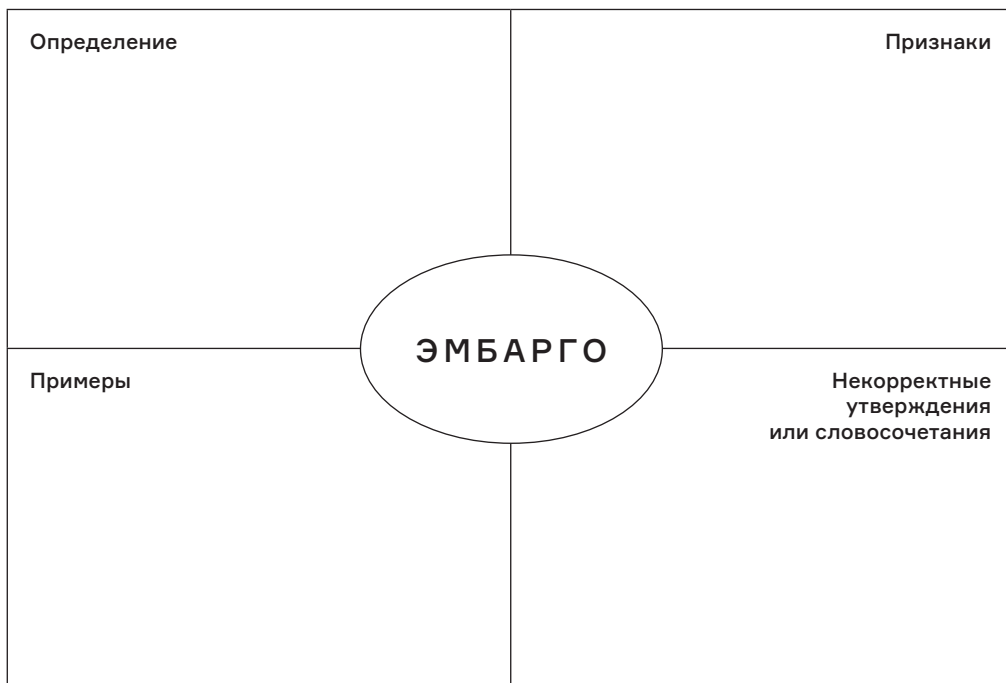 Определение
Признаки
ЭМБАРГО
Примеры
Некорректные
утверждения
или словосочетания